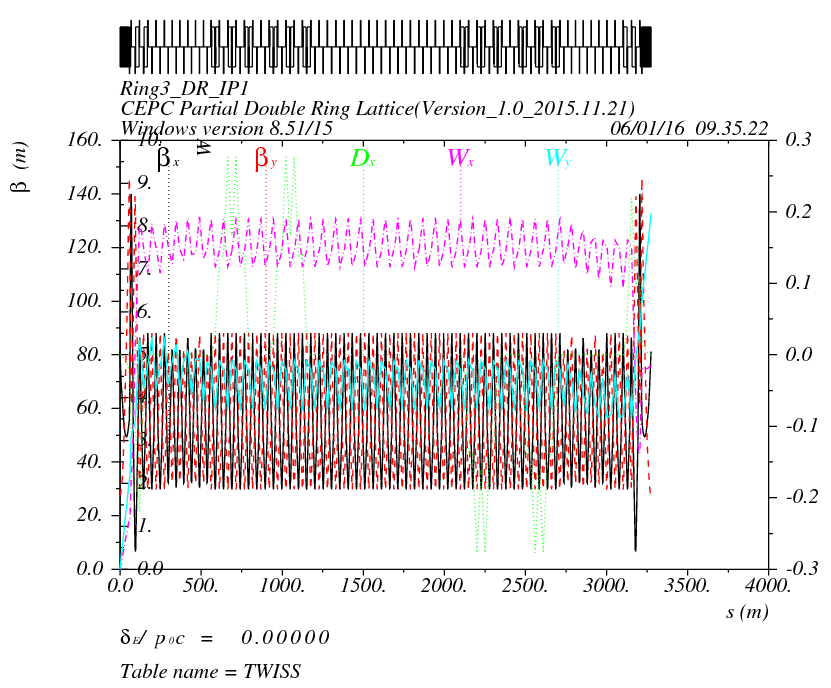 Ring3_DR_IP1
CEPC Partial Double Ring Lattice(Version_1.0_2015.11.21)
Windows version 8.51/15 06/01/16 09.35.22
β (m)
W
βx βy Dx Wx Wy
160.
140.
120.
100.
80.
60.
40.
20.
0.0
10.
9.
8.
7.
6.
5.
4.
3.
2.
1.
0.0
0.3
0.2
0.1
0.0
-0.1
-0.2
-0.3
0.0 500. 1000. 1500. 2000. 2500. 3000. 3500. 4000.
s (m)
δE/ p0c = 0.00000
Table name = TWISS